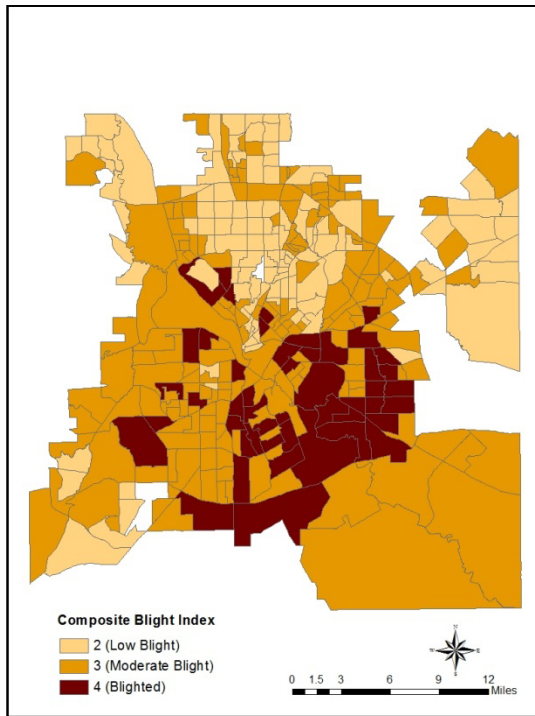 Composite Blight Index
2 (Low Blight)
3 (Moderate Blight)
4 (Blighted)
N
W E
S
0 1.5 3 6 9 12
Miles